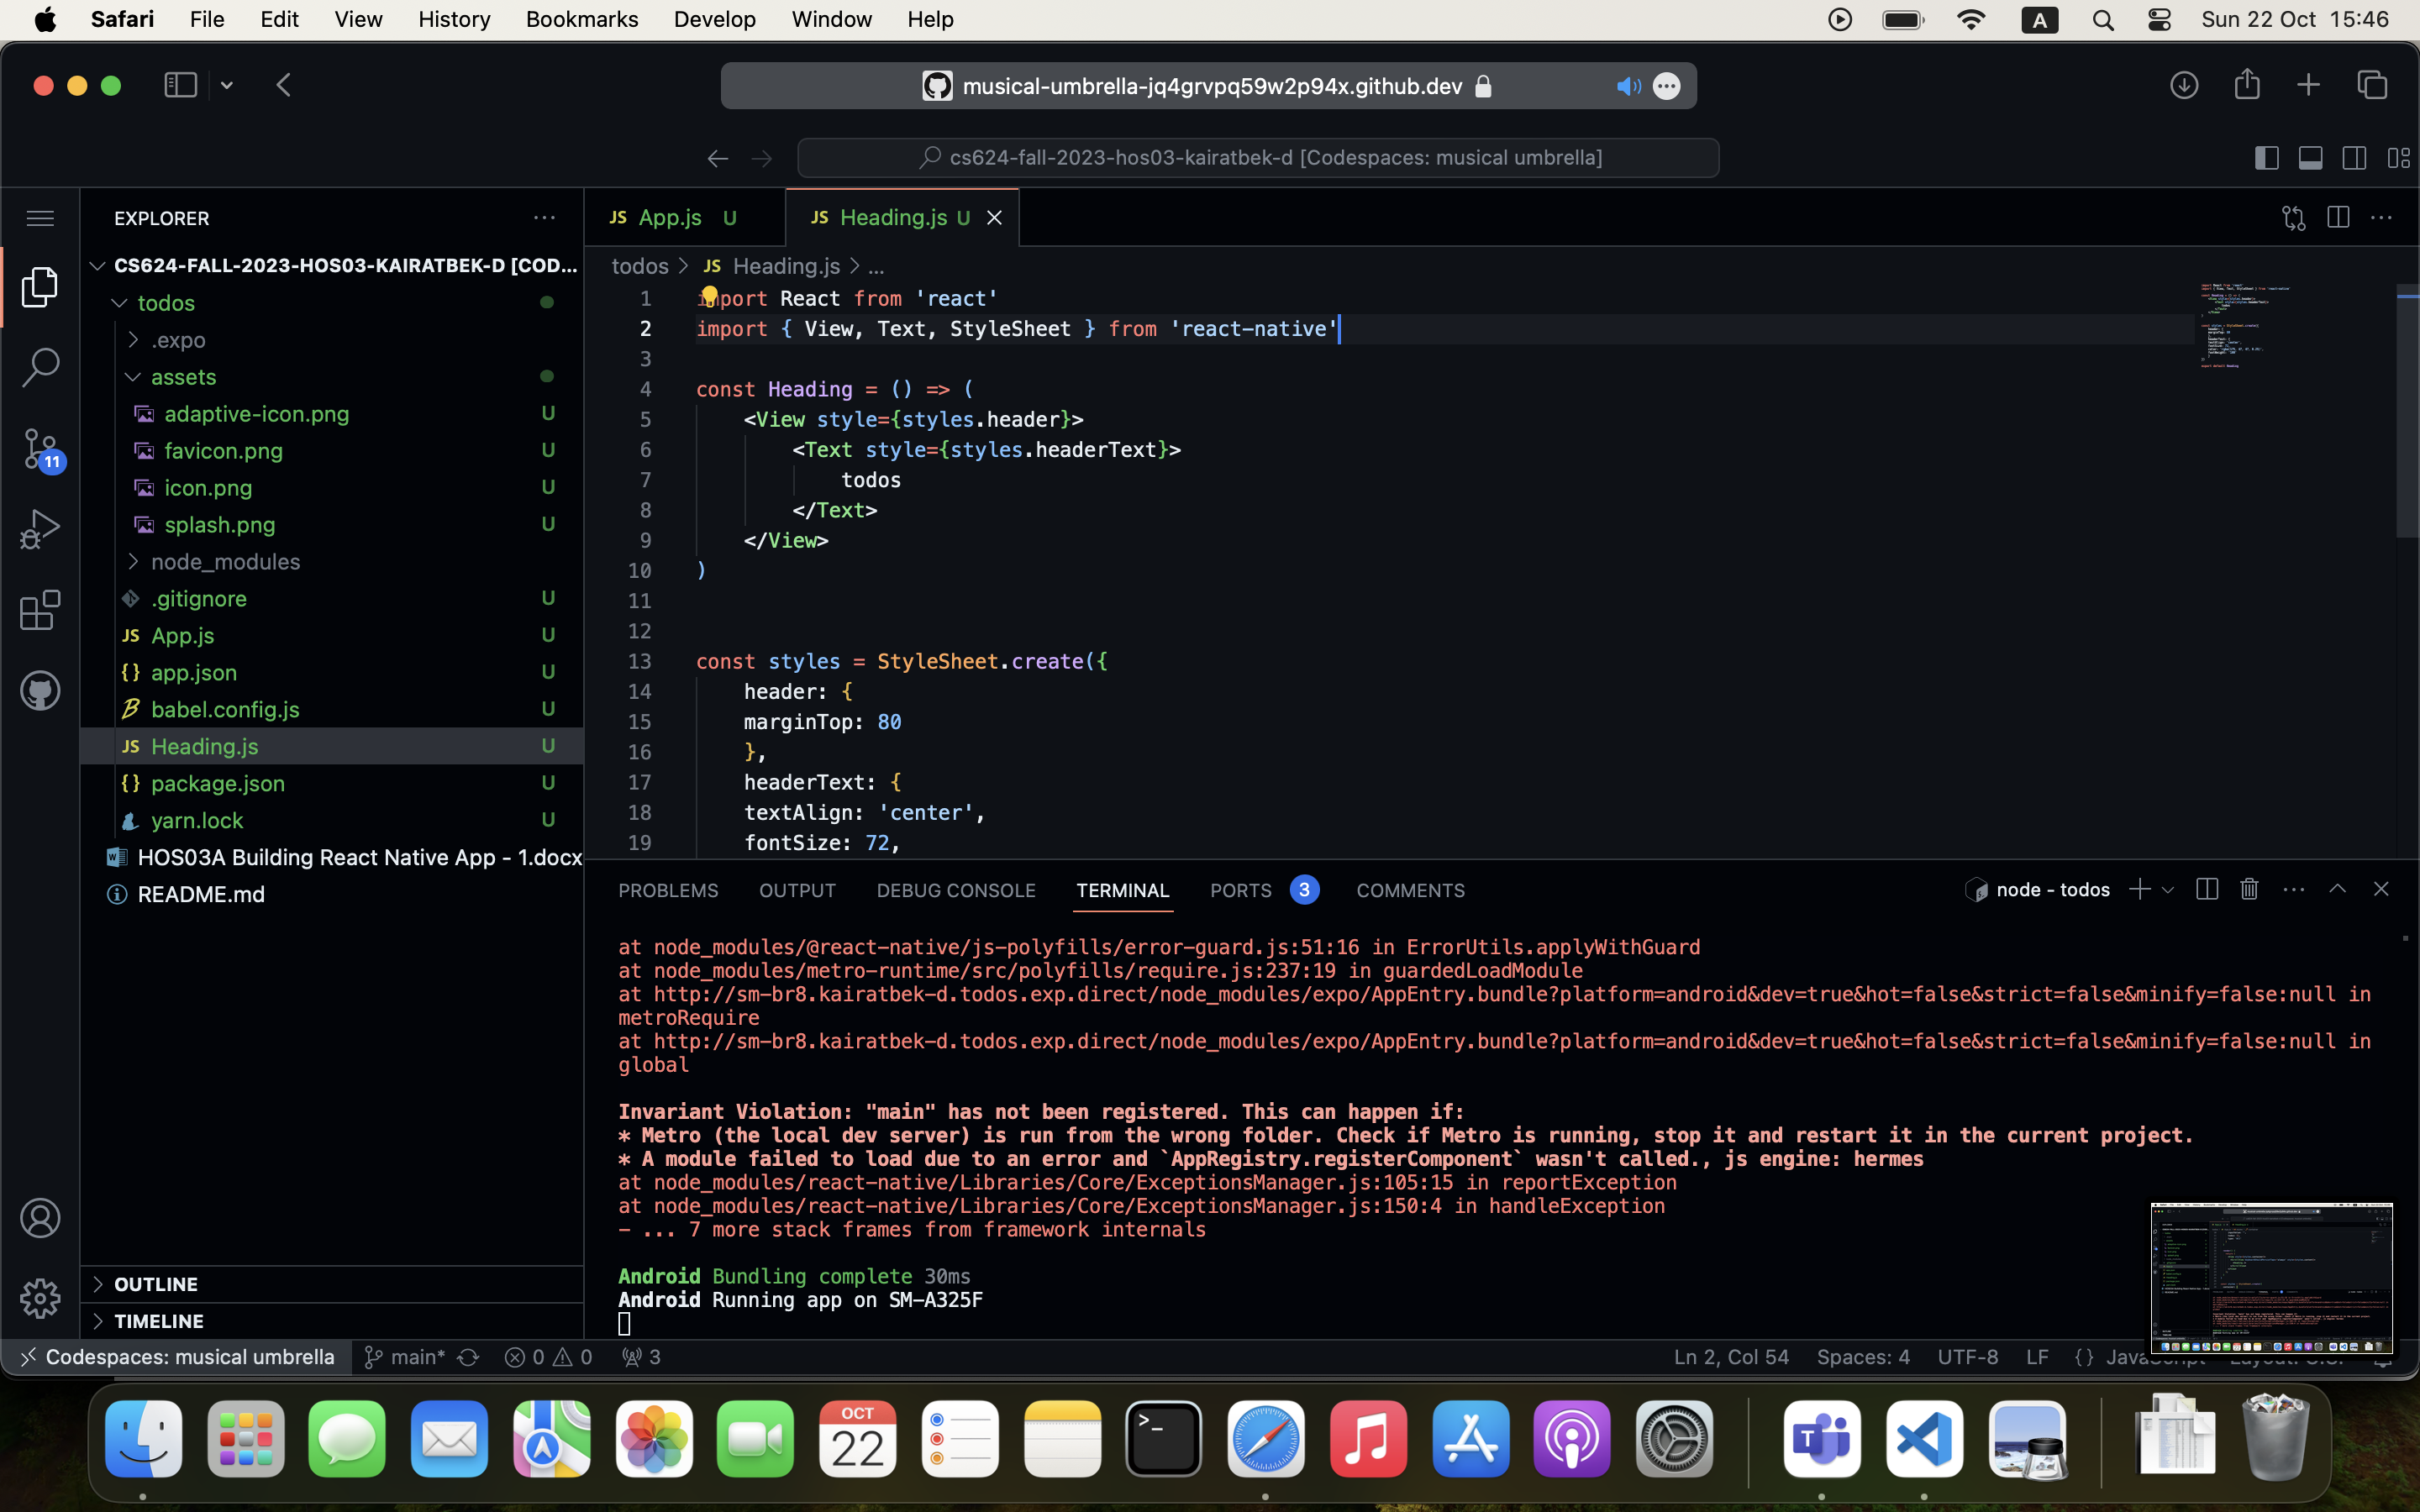 Safari File Edit View History Bookmarks Develop Window Help A Sun 22 Oct 15:46
musical-umbrella-jq4grvpq59w2p94x.github.dev
cs624-fall-2023-hos03-kairatbek-d [Codespaces: musical umbrella]
EXPLORER
CS624-FALL-2023-HOS03-KAIRATBEK-D [COD...
todos
.expo
assets
adaptive-icon.png U
favicon.png U
icon.png U
splash.png U
node_modules
.gitignore U
JS App.js U
{} app.json U
babel.config.js U
JS Heading.js U
{} package.json U
yarn.lock U
HOS03A Building React Native App - 1.docx
README.md
OUTLINE
TIMELINE
11
JS App.js U JS Heading.js U
todos > JS Heading.js > ...
1 import React from 'react'
2 import { View, Text, StyleSheet } from 'react-native'
3
4 const Heading = () => (
5 <View style={styles.header}>
6 <Text style={styles.headerText}>
7 todos
8 </Text>
9 </View>
10 )
11
12
13 const styles = StyleSheet.create({
14 header: {
15 marginTop: 80
16 },
17 headerText: {
18 textAlign: 'center',
19 fontSize: 72,
PROBLEMS OUTPUT DEBUG CONSOLE TERMINAL PORTS 3 COMMENTS node - todos
at node_modules/@react-native/js-polyfills/error-guard.js:51:16 in ErrorUtils.applyWithGuard
at node_modules/metro-runtime/src/polyfills/require.js:237:19 in guardedLoadModule
at http://sm-br8.kairatbek-d.todos.exp.direct/node_modules/expo/AppEntry.bundle?platform=android&dev=true&hot=false&strict=false&minify=false:null in
metroRequire
at http://sm-br8.kairatbek-d.todos.exp.direct/node_modules/expo/AppEntry.bundle?platform=android&dev=true&hot=false&strict=false&minify=false:null in
global
Invariant Violation: "main" has not been registered. This can happen if:
* Metro (the local dev server) is run from the wrong folder. Check if Metro is running, stop it and restart it in the current project.
* A module failed to load due to an error and `AppRegistry.registerComponent` wasn't called., js engine: hermes
at node_modules/react-native/Libraries/Core/ExceptionsManager.js:105:15 in reportException
at node_modules/react-native/Libraries/Core/ExceptionsManager.js:150:4 in handleException
- ... 7 more stack frames from framework internals
Android Bundling complete 30ms
Android Running app on SM-A325F
Codespaces: musical umbrella main* 0 0 3 Ln 2, Col 54 Spaces: 4 UTF-8 LF {}
OCT
22